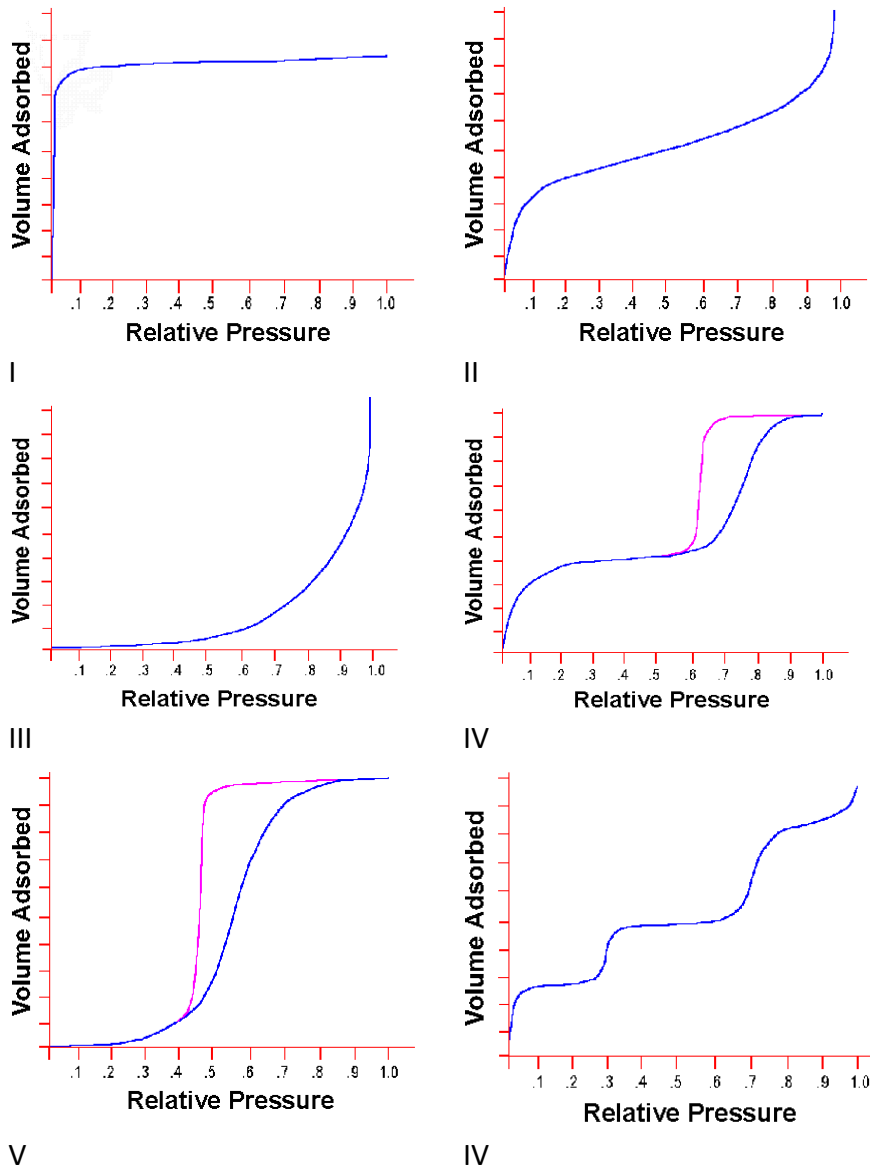 Volume Adsorbed
.1 .2 .3 .4 .5 .6 .7 .8 .9 1.0
Relative Pressure
I
Volume Adsorbed
.1 .2 .3 .4 .5 .6 .7 .8 .9 1.0
Relative Pressure
II
Volume Adsorbed
.1 .2 .3 .4 .5 .6 .7 .8 .9 1.0
Relative Pressure
III
Volume Adsorbed
.1 .2 .3 .4 .5 .6 .7 .8 .9 1.0
Relative Pressure
IV
Volume Adsorbed
.1 .2 .3 .4 .5 .6 .7 .8 .9 1.0
Relative Pressure
V
Volume Adsorbed
.1 .2 .3 .4 .5 .6 .7 .8 .9 1.0
Relative Pressure
IV